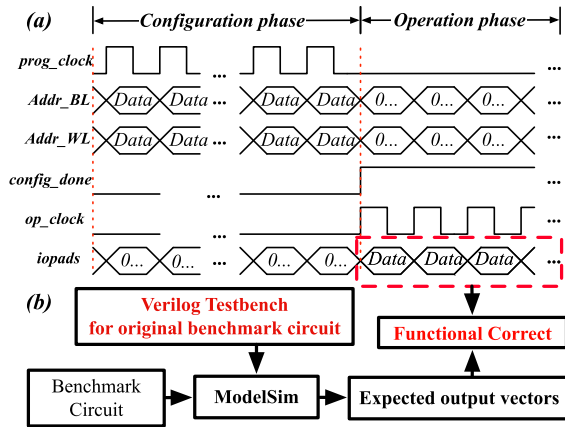 (a) Configuration phase Operation phase
prog_clock ... ...
Addr_BL Data Data ... Data Data 0... 0... 0... ...
Addr_WL Data Data ... Data Data 0... 0... 0... ...
config_done ... ...
op_clock ...
iopads 0... 0... ... 0... 0... Data Data Data ...
(b)
Verilog Testbench
for original benchmark circuit
Functional Correct
Benchmark
Circuit
ModelSim
Expected output vectors